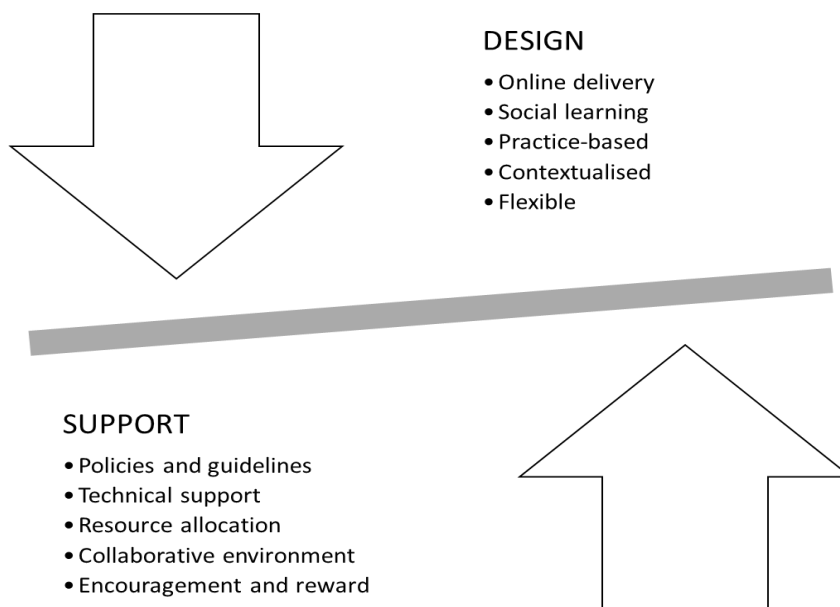 DESIGN
• Online delivery
• Social learning
• Practice-based
• Contextualised
• Flexible
SUPPORT
• Policies and guidelines
• Technical support
• Resource allocation
• Collaborative environment
• Encouragement and reward